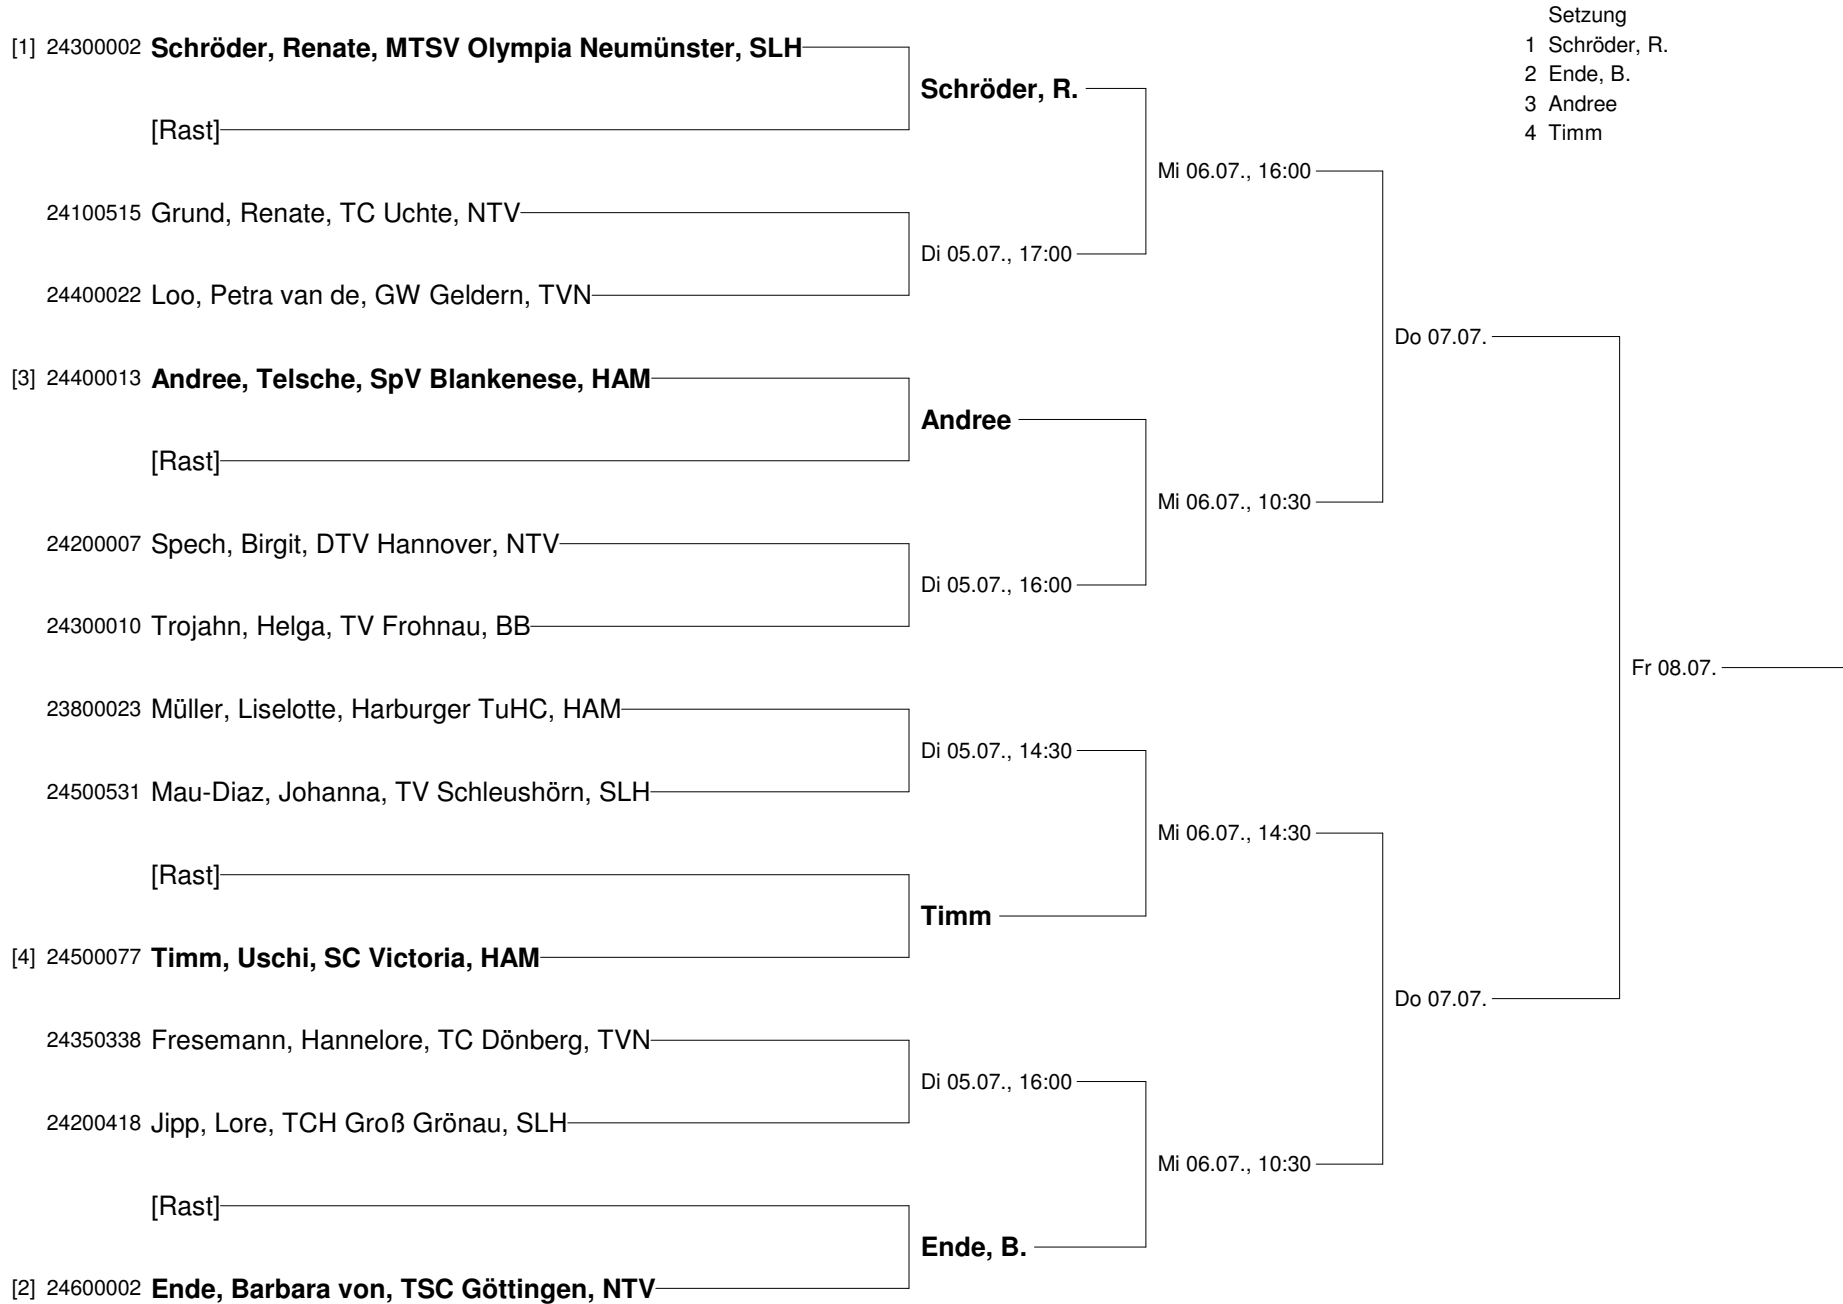 Setzung
1 Schröder, R.
2 Ende, B.
3 Andree
4 Timm
[1] 24300002 Schröder, Renate, MTSV Olympia Neumünster, SLH
Schröder, R.
[Rast]
Mi 06.07., 16:00
24100515 Grund, Renate, TC Uchte, NTV
Di 05.07., 17:00
24400022 Loo, Petra van de, GW Geldern, TVN
Do 07.07.
[3] 24400013 Andree, Telsche, SpV Blankenese, HAM
Andree
[Rast]
Mi 06.07., 10:30
24200007 Spech, Birgit, DTV Hannover, NTV
Di 05.07., 16:00
24300010 Trojahn, Helga, TV Frohnau, BB
Fr 08.07.
23800023 Müller, Liselotte, Harburger TuHC, HAM
Di 05.07., 14:30
24500531 Mau-Diaz, Johanna, TV Schleushörn, SLH
Mi 06.07., 14:30
[Rast]
Timm
[4] 24500077 Timm, Uschi, SC Victoria, HAM
Do 07.07.
24350338 Fresemann, Hannelore, TC Dönberg, TVN
Di 05.07., 16:00
24200418 Jipp, Lore, TCH Groß Grönau, SLH
Mi 06.07., 10:30
[Rast]
Ende, B.
[2] 24600002 Ende, Barbara von, TSC Göttingen, NTV